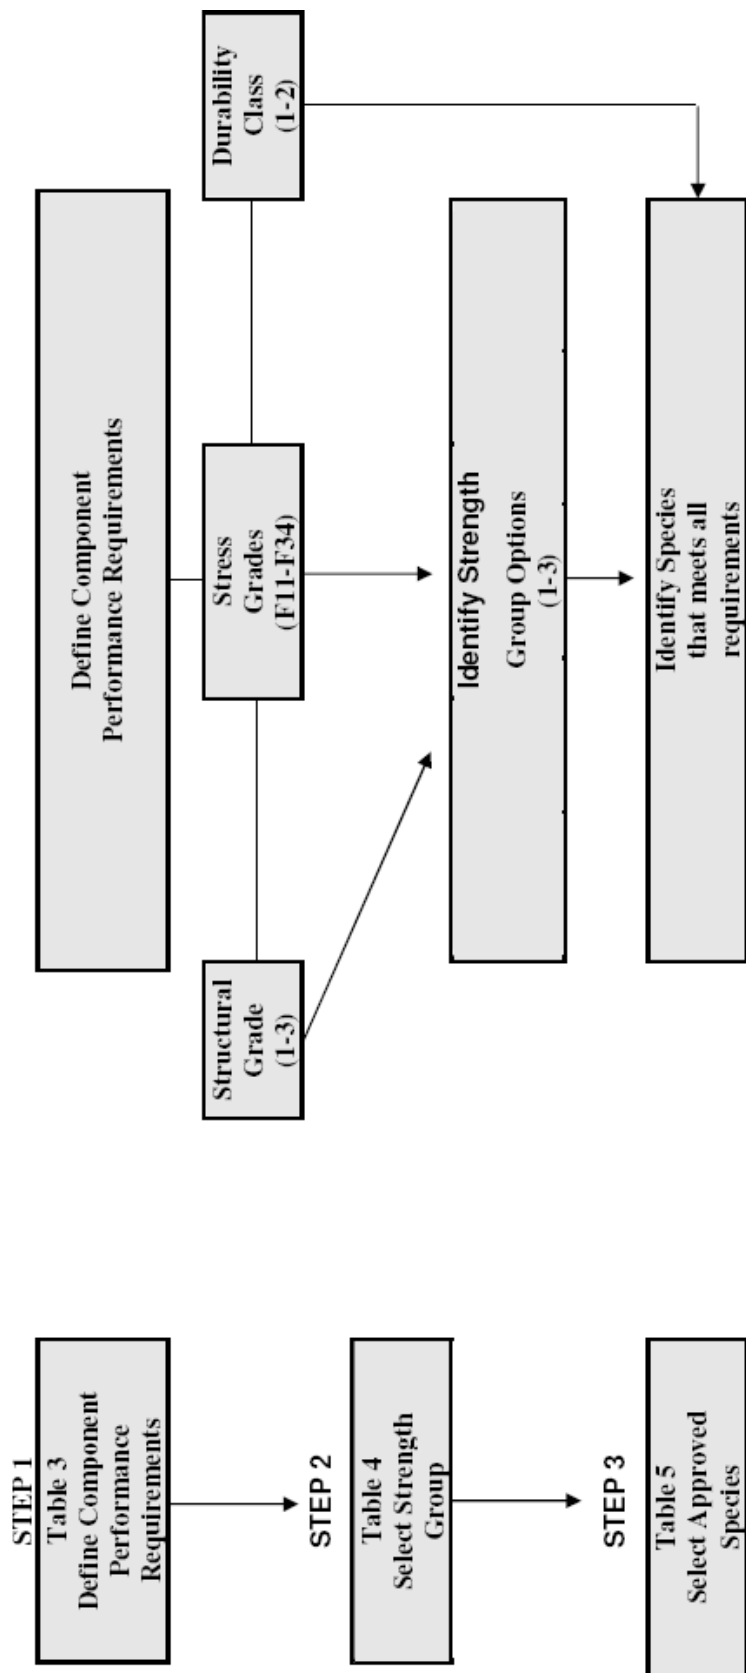 STEP 1
Table 3
Define Component
Performance
Requirements
STEP 2
Table 4
Select Strength
Group
STEP 3
Table 5
Select Approved
Species
Define Component
Performance Requirements
Structural
Grade
(1-3)
Stress
Grades
(F11-F34)
Durability
Class
(1-2)
Identify Strength
Group Options
(1-3)
Identify Species
that meets all
requirements